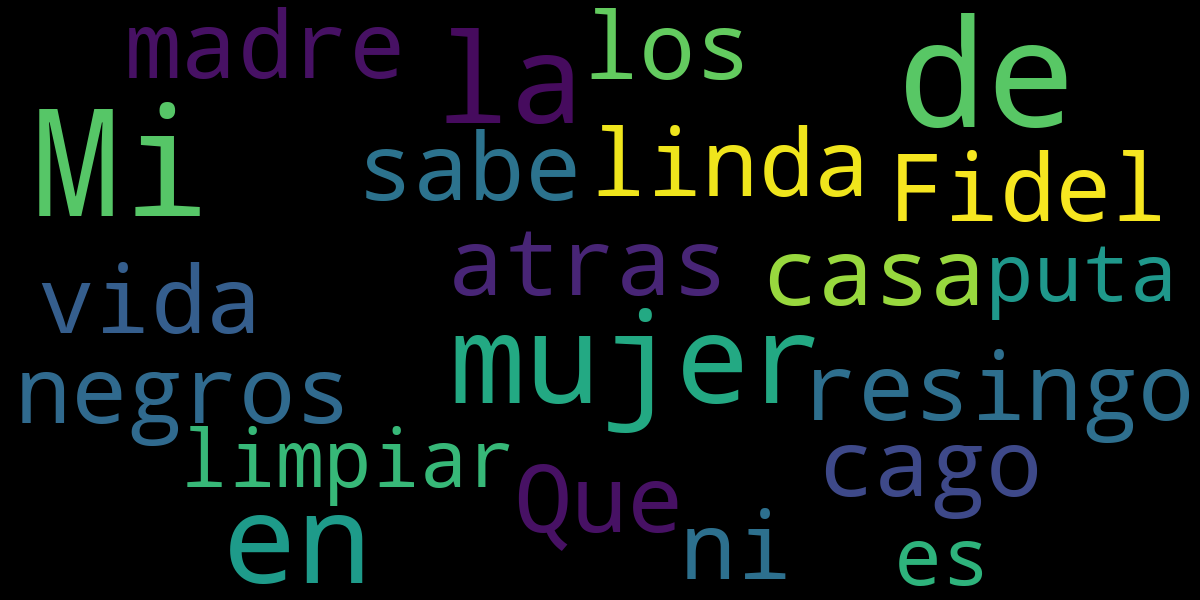 madre
la
los
de
Mi
sabe
linda
Fidel
vida
atras
casa
puta
negros
mujer
resingo
limpiar
Que
cago
en
ni
es